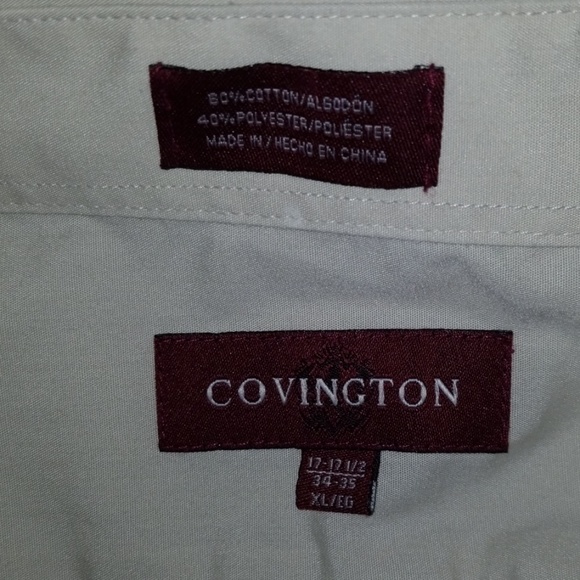 60% COTTON/ALGODÓN
40% POLYESTER/POLIÉSTER
MADE IN/HECHO EN CHINA
COVINGTON
17-17 1/2
34-35
XL/EG